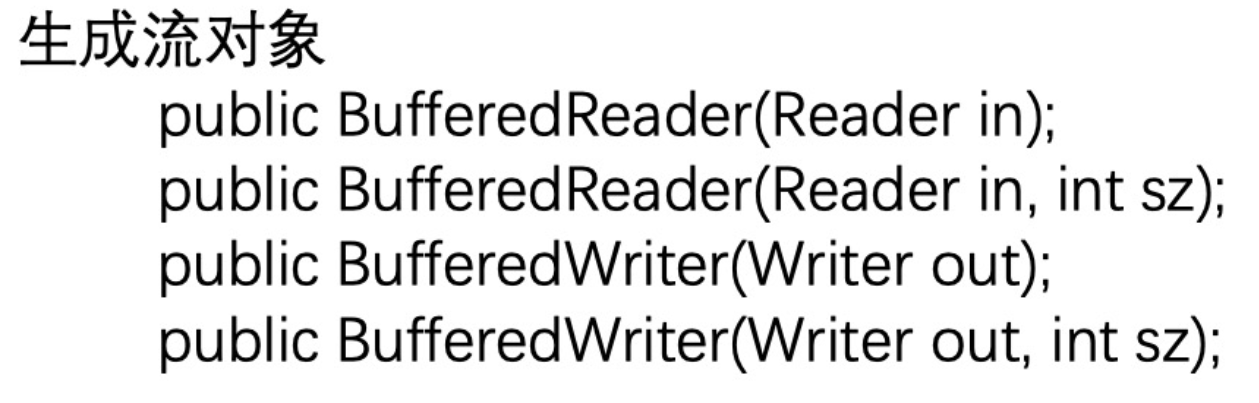 生成流对象
public BufferedReader(Reader in);
public BufferedReader(Reader in, int sz);
public BufferedWriter(Writer out);
public BufferedWriter(Writer out, int sz);